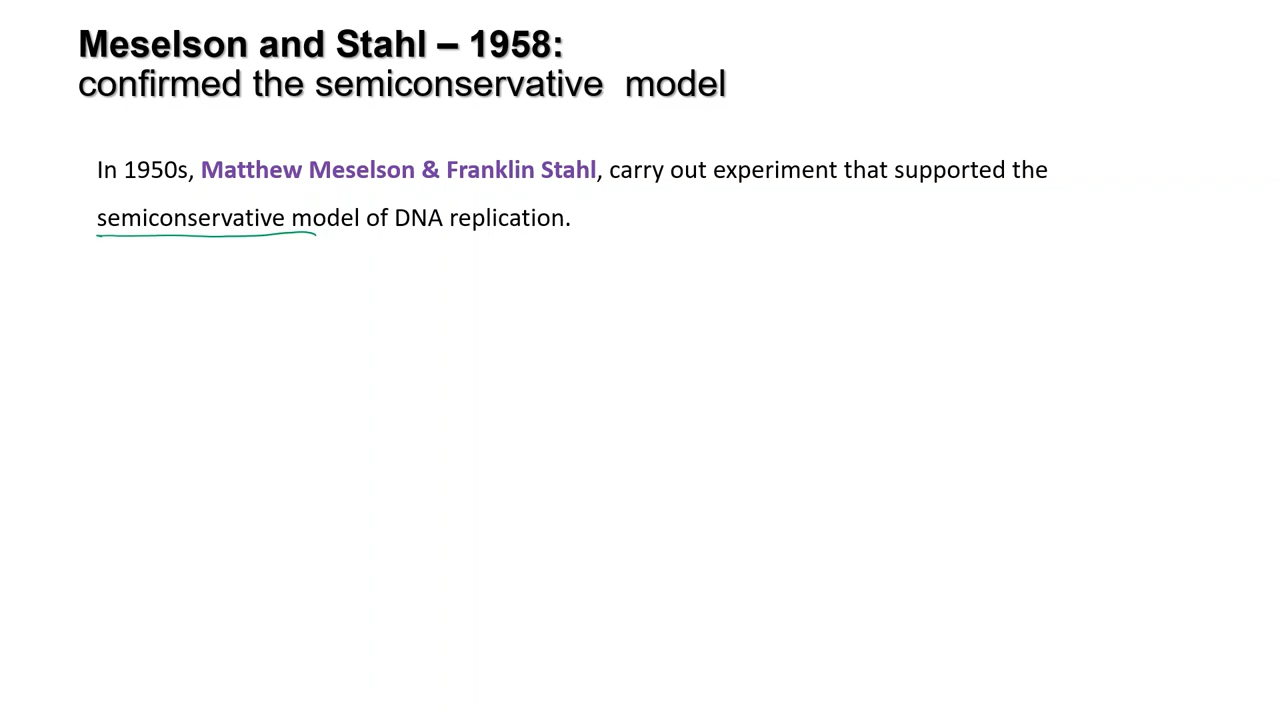 Meselson and Stahl – 1958:
confirmed the semiconservative  model
In 1950s, Matthew Meselson & Franklin Stahl, carry out experiment that supported the
semiconservative model of DNA replication.